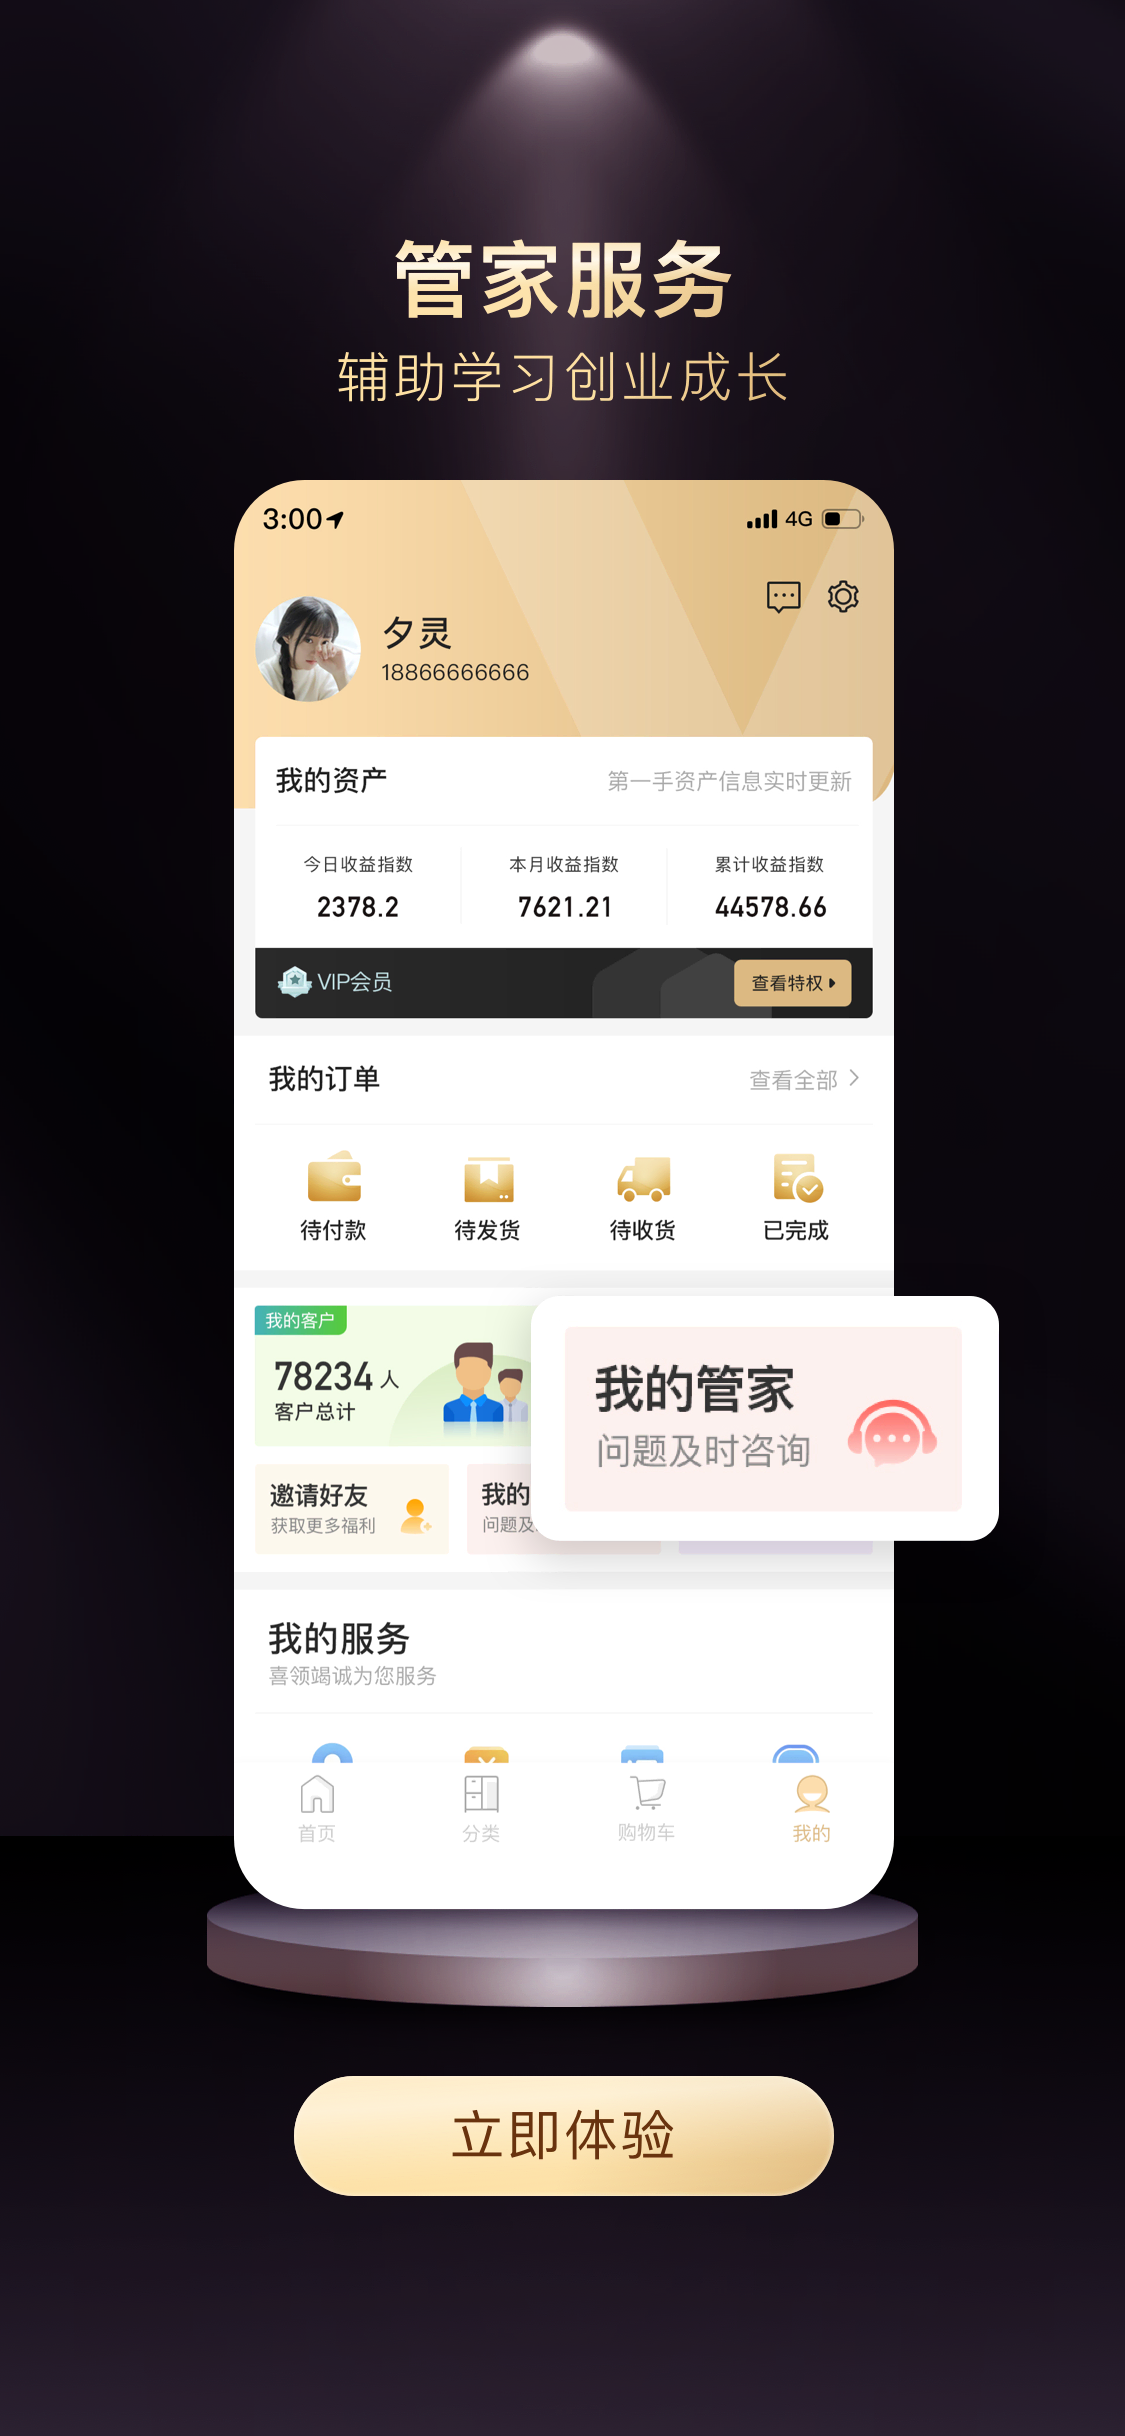 管家服务
辅助学习创业成长
3:00 4G
夕灵
18866666666
我的资产 第一手资产信息实时更新
今日收益指数 本月收益指数 累计收益指数
2378.2 7621.21 44578.66
VIP会员 查看特权
我的订单 查看全部
待付款 待发货 待收货 已完成
我的客户
78234 人
客户总计
我的管家
问题及时咨询
邀请好友 我的
获取更多福利 问题及
我的服务
喜领竭诚为您服务
首页 分类 购物车 我的
立即体验